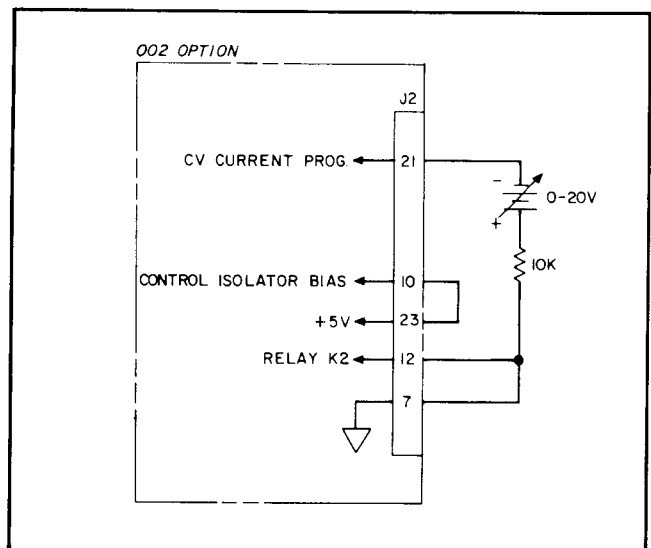 002 OPTION
J2
CV CURRENT PROG. 21
- 0-20V
+
10K
CONTROL ISOLATOR BIAS 10
+5V 23
RELAY K2 12
7